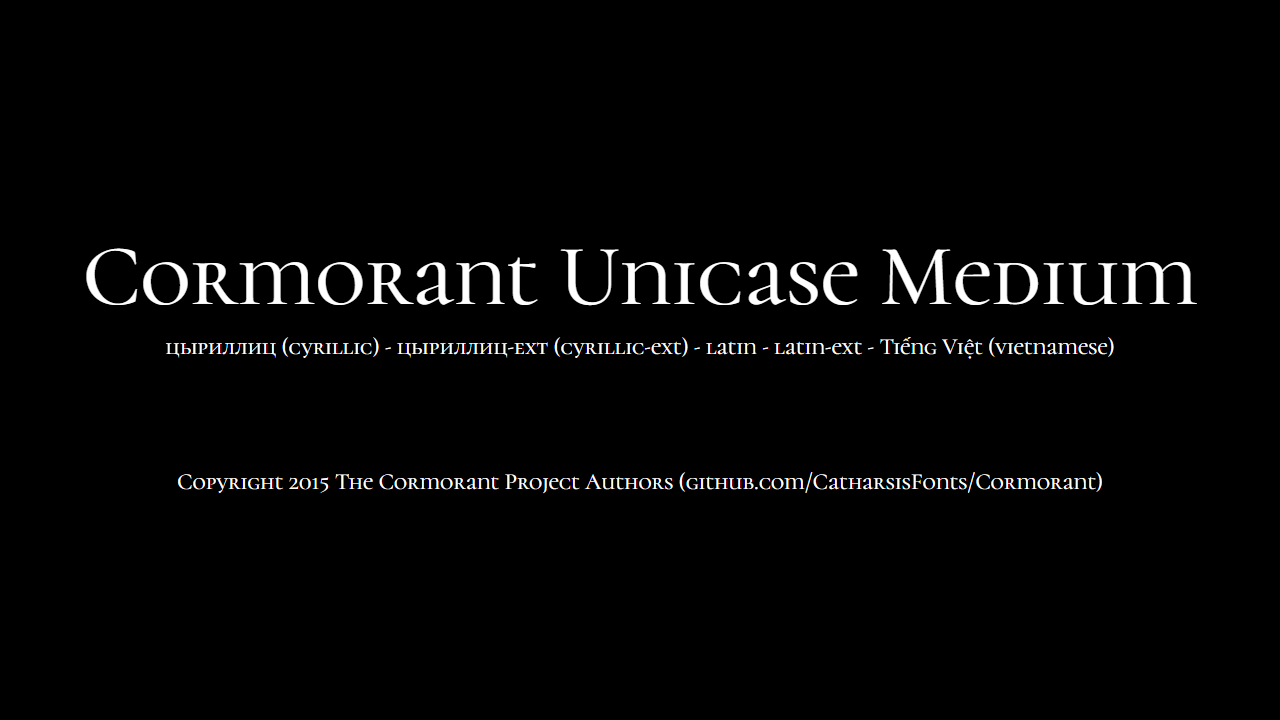 Cormorant Unicase Medium
цыриллиц (cyrillic) - цыриллиц-ext (cyrillic-ext) - latin - latin-ext - Tiếng Việt (vietnamese)
Copyright 2015 The Cormorant Project Authors (github.com/CatharsisFonts/Cormorant)